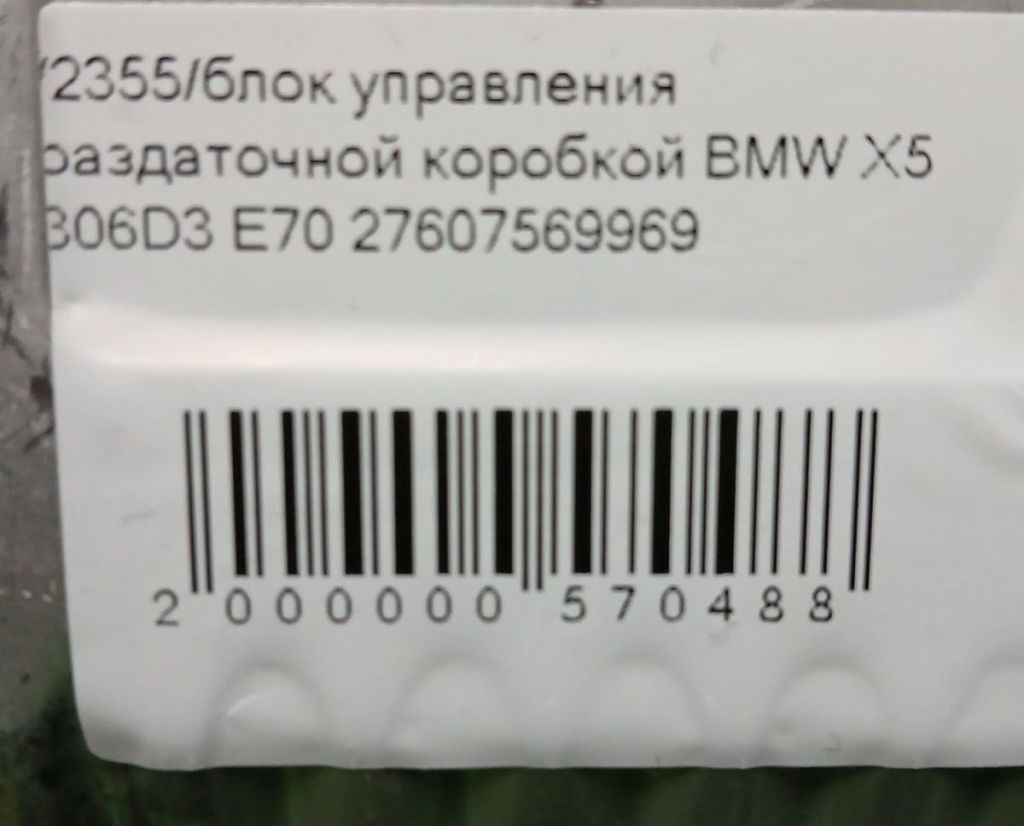 /2355/блок управления
раздаточной коробкой BMW X5
306D3 E70 27607569969
2 000000 570488